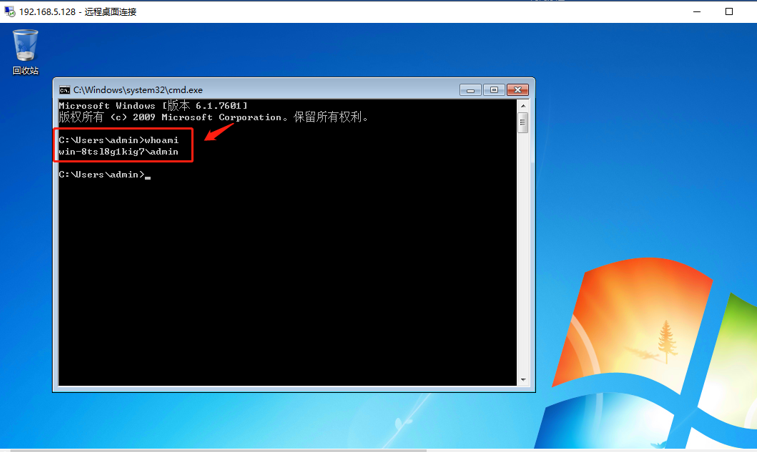 192.168.5.128 - 远程桌面连接
回收站
C:\Windows\system32\cmd.exe
Microsoft Windows [版本 6.1.7601]
版权所有 (c) 2009 Microsoft Corporation。保留所有权利。
C:\Users\admin>whoami
win-8tsl8g1kig7\admin
C:\Users\admin>